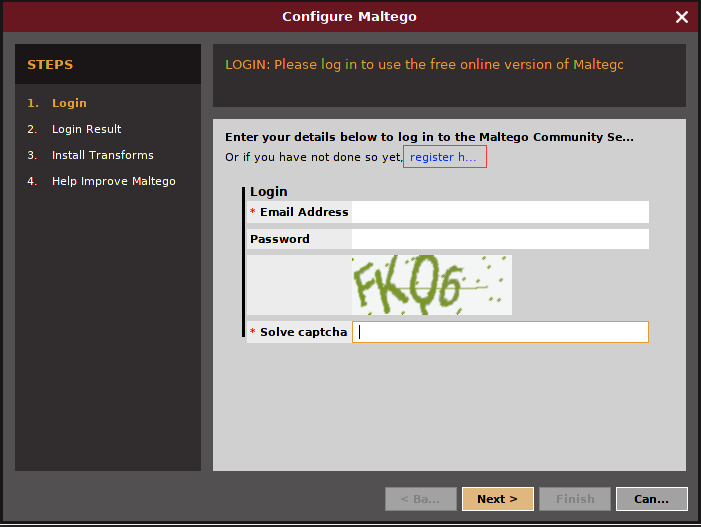 Configure Maltego
STEPS
1. Login
2. Login Result
3. Install Transforms
4. Help Improve Maltego
LOGIN: Please log in to use the free online version of Maltego
Enter your details below to log in to the Maltego Community Se...
Or if you have not done so yet, register h...
Login
* Email Address
Password
FKQ6
* Solve captcha
< Ba...
Next >
Finish
Can...